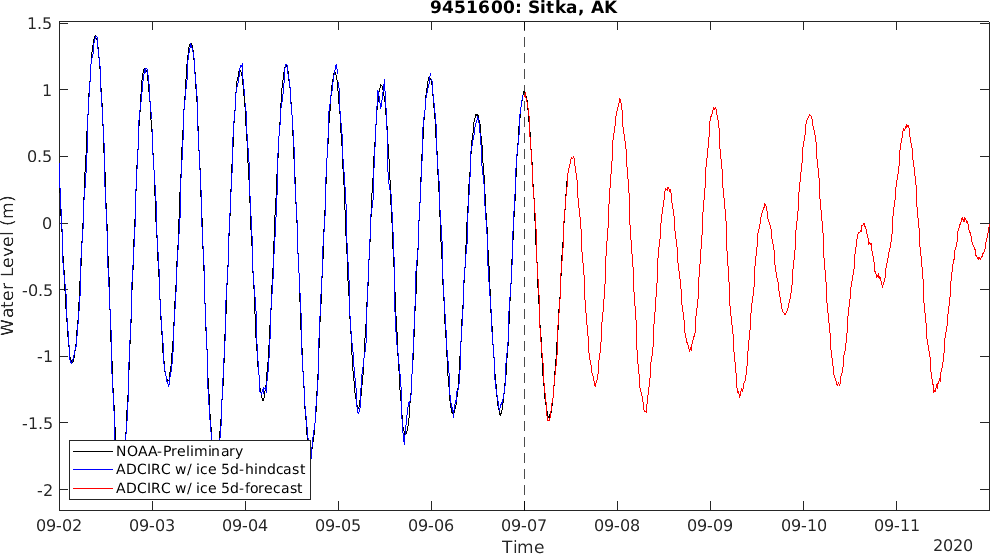 9451600: Sitka, AK
1.5
1
0.5
0
-0.5
-1
-1.5
-2
Water Level (m)
NOAA-Preliminary
ADCIRC w/ ice 5d-hindcast
ADCIRC w/ ice 5d-forecast
09-02 09-03 09-04 09-05 09-06 09-07 09-08 09-09 09-10 09-11
Time
2020